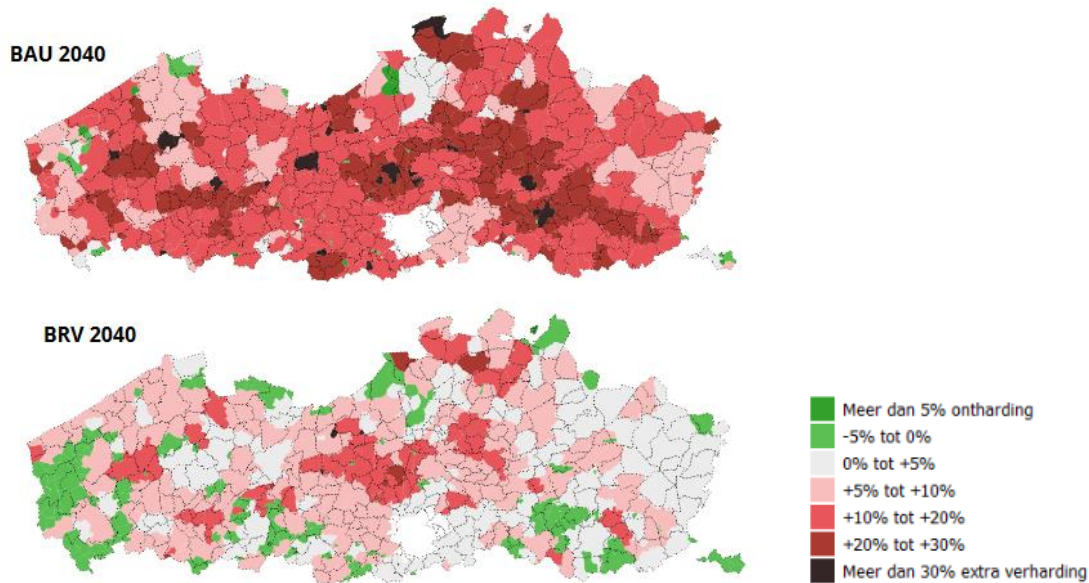 BAU 2040
BRV 2040
Meer dan 5% ontharding
-5% tot 0%
0% tot +5%
+5% tot +10%
+10% tot +20%
+20% tot +30%
Meer dan 30% extra verharding